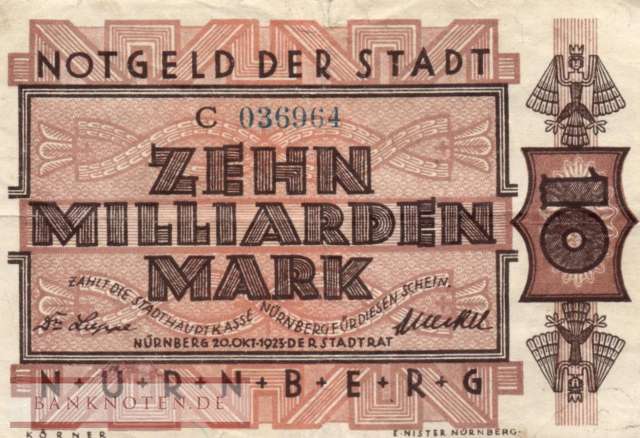 NOTGELD DER STADT
C 036964
ZEHN
MILLIARDEN
MARK
10
ZAHLT DIE STADTHAUPTKASSE NÜRNBERG FÜR DIESEN SCHEIN.
NÜRNBERG 20.OKT·1923·DER STADTRAT
N·Ü·R·N·B·E·R·G
BANKNOTEN.DE
KÖRNER
E·NISTER NÜRNBERG·